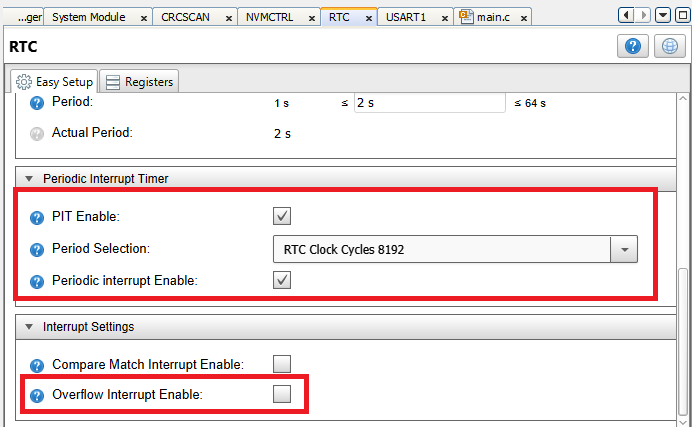 ...ger System Module CRCSCAN NVMCTRL RTC USART1 main.c
RTC
Easy Setup Registers
Period: 1 s ≤ 2 s ≤ 64 s
Actual Period: 2 s
Periodic Interrupt Timer
PIT Enable:
Period Selection: RTC Clock Cycles 8192
Periodic interrupt Enable:
Interrupt Settings
Compare Match Interrupt Enable:
Overflow Interrupt Enable: